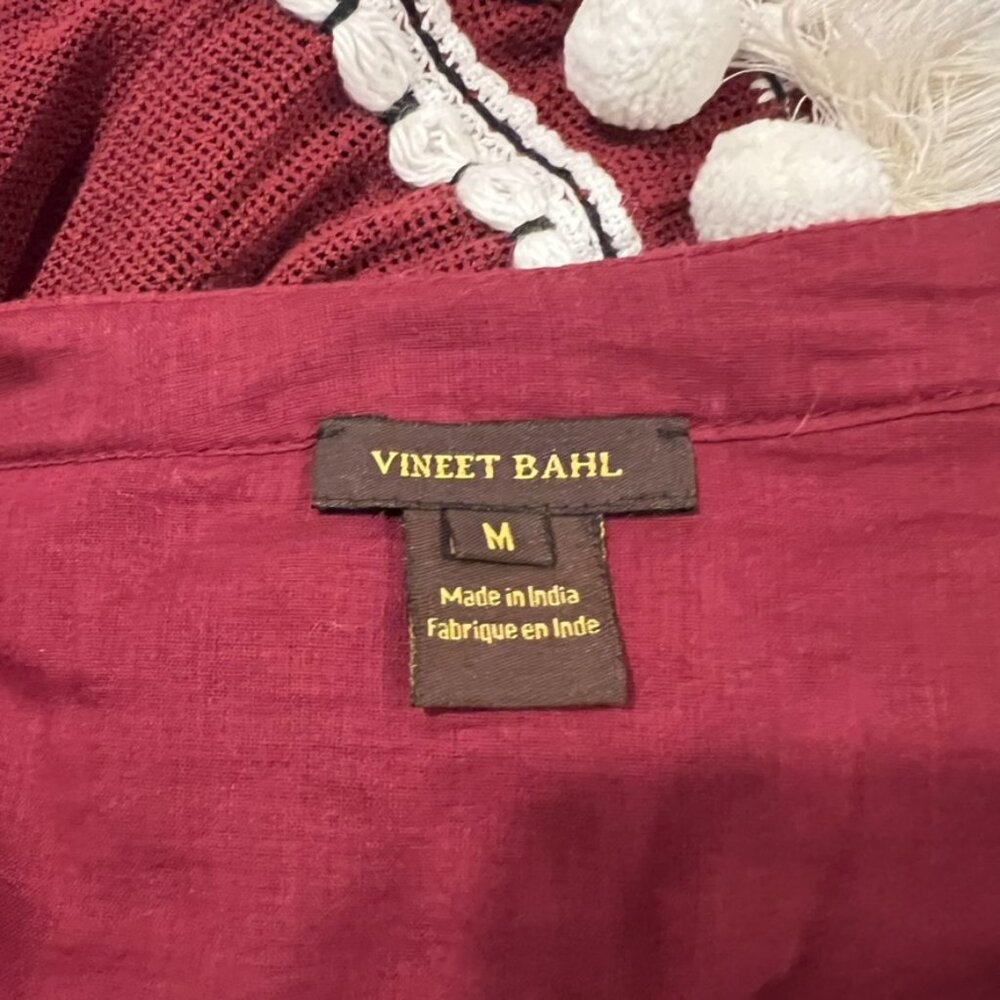 VINEET BAHL
M
Made in India
Fabrique en Inde